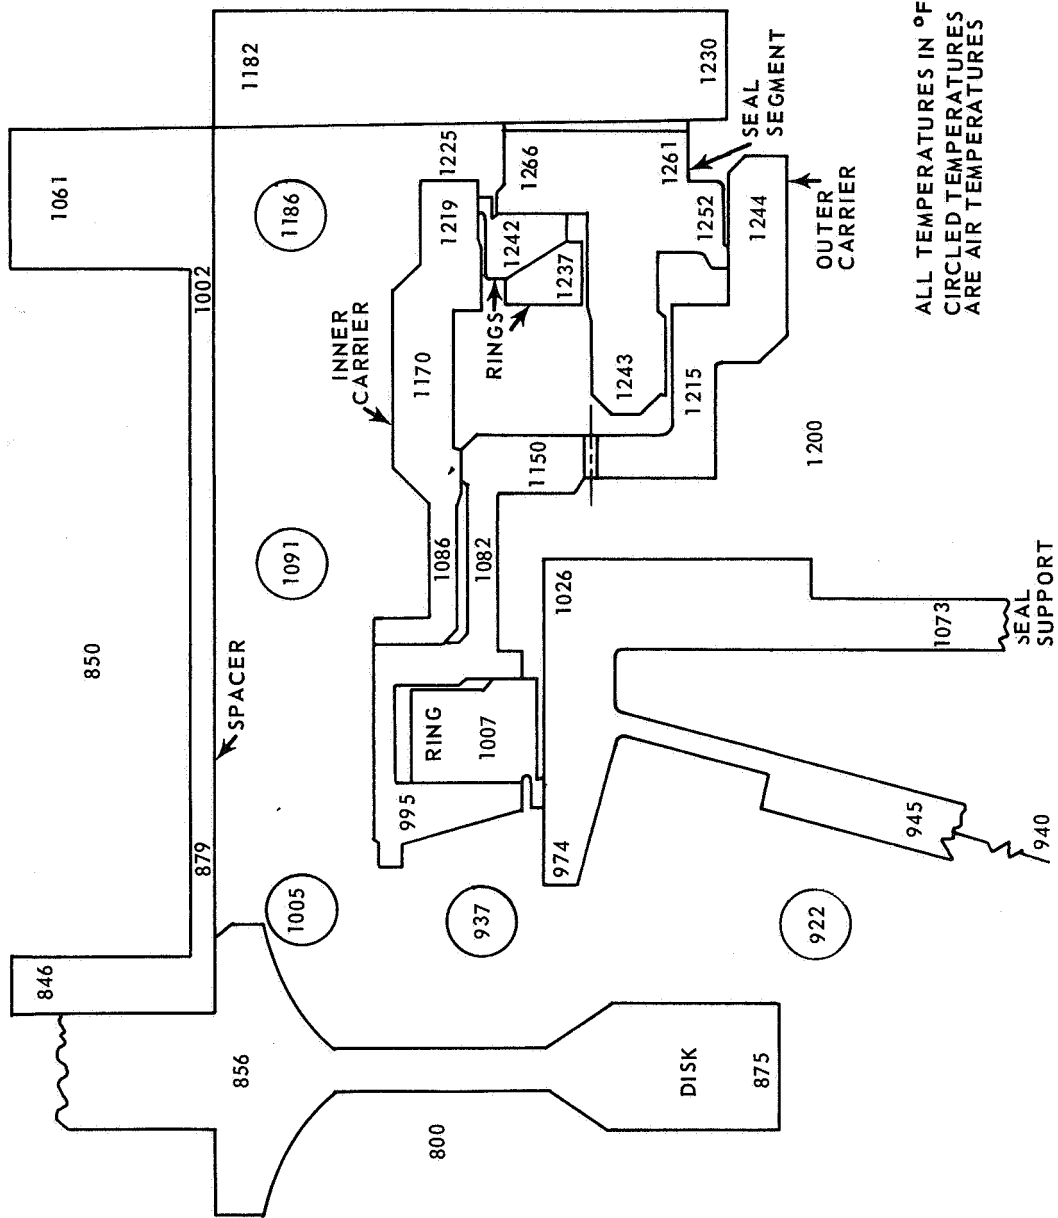 1182
1230
1061
1225
1186
1219
1266
1261
SEAL
SEGMENT
1002
1242
1252
1244
1237
OUTER
CARRIER
INNER
CARRIER
RINGS
1170
1243
1215
1150
1200
850
1091
1086
1082
1026
1073
SEAL
SUPPORT
SPACER
RING
1007
995
974
945
940
879
1005
937
922
846
856
800
DISK
875
ALL TEMPERATURES IN °F
CIRCLED TEMPERATURES
ARE AIR TEMPERATURES